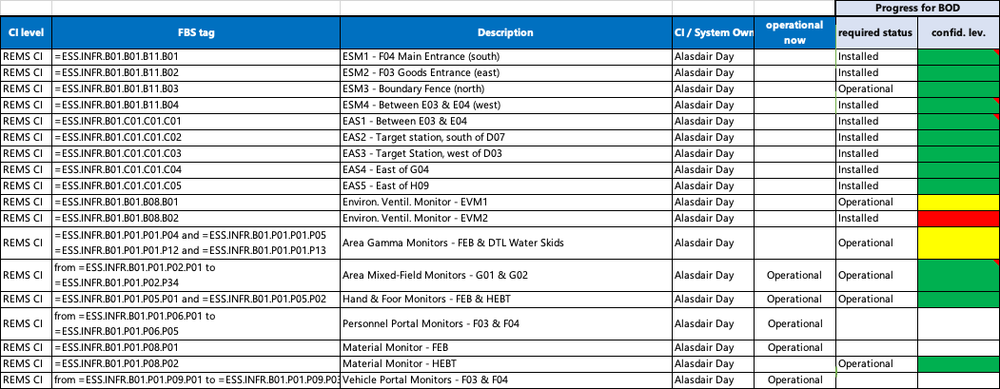 Progress for BOD
CI level FBS tag Description CI / System Own operational now required status confid. lev.
REMS CI =ESS.INFR.B01.B01.B11.B01 ESM1 - F04 Main Entrance (south) Alasdair Day Installed
REMS CI =ESS.INFR.B01.B01.B11.B02 ESM2 - F03 Goods Entrance (east) Alasdair Day Installed
REMS CI =ESS.INFR.B01.B01.B11.B03 ESM3 - Boundary Fence (north) Alasdair Day Operational
REMS CI =ESS.INFR.B01.B01.B11.B04 ESM4 - Between E03 & E04 (west) Alasdair Day Installed
REMS CI =ESS.INFR.B01.C01.C01.C01 EAS1 - Between E03 & E04 Alasdair Day Installed
REMS CI =ESS.INFR.B01.C01.C01.C02 EAS2 - Target station, south of D07 Alasdair Day Installed
REMS CI =ESS.INFR.B01.C01.C01.C03 EAS3 - Target Station, west of D03 Alasdair Day Installed
REMS CI =ESS.INFR.B01.C01.C01.C04 EAS4 - East of G04 Alasdair Day Installed
REMS CI =ESS.INFR.B01.C01.C01.C05 EAS5 - East of H09 Alasdair Day Installed
REMS CI =ESS.INFR.B01.B01.B08.B01 Environ. Ventil. Monitor - EVM1 Alasdair Day Operational
REMS CI =ESS.INFR.B01.B01.B08.B02 Environ. Ventil. Monitor - EVM2 Alasdair Day Installed
REMS CI =ESS.INFR.B01.P01.P01.P04 and =ESS.INFR.B01.P01.P01.P05
=ESS.INFR.B01.P01.P01.P12 and =ESS.INFR.B01.P01.P01.P13 Area Gamma Monitors - FEB & DTL Water Skids Alasdair Day Operational
REMS CI from =ESS.INFR.B01.P01.P02.P01 to
=ESS.INFR.B01.P01.P02.P34 Area Mixed-Field Monitors - G01 & G02 Alasdair Day Operational Operational
REMS CI =ESS.INFR.B01.P01.P05.P01 and =ESS.INFR.B01.P01.P05.P02 Hand & Foor Monitors - FEB & HEBT Alasdair Day Operational Operational
REMS CI from =ESS.INFR.B01.P01.P06.P01 to
=ESS.INFR.B01.P01.P06.P05 Personnel Portal Monitors - F03 & F04 Alasdair Day Operational
REMS CI =ESS.INFR.B01.P01.P08.P01 Material Monitor - FEB Alasdair Day Operational
REMS CI =ESS.INFR.B01.P01.P08.P02 Material Monitor - HEBT Alasdair Day Operational
REMS CI from =ESS.INFR.B01.P01.P09.P01 to =ESS.INFR.B01.P01.P09.P03 Vehicle Portal Monitors - F03 & F04 Alasdair Day Operational